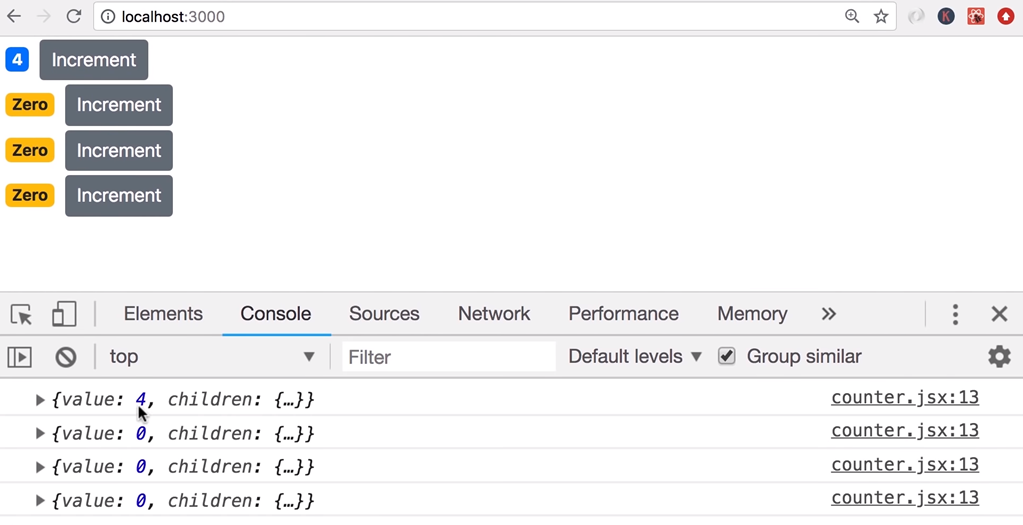 localhost:3000
K
4 Increment
Zero Increment
Zero Increment
Zero Increment
Elements Console Sources Network Performance Memory »
top ▼ Filter Default levels ▼ Group similar
▶ {value: 4, children: {…}} counter.jsx:13
▶ {value: 0, children: {…}} counter.jsx:13
▶ {value: 0, children: {…}} counter.jsx:13
▶ {value: 0, children: {…}} counter.jsx:13